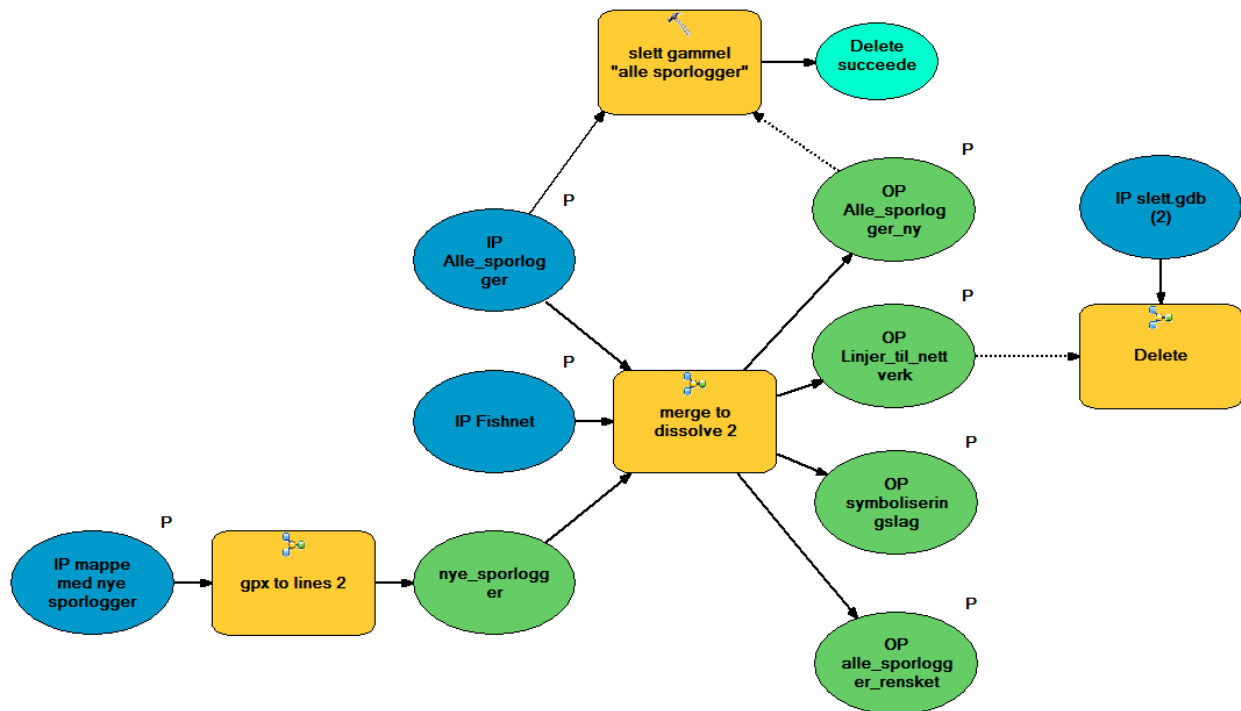 slett gammel
"alle sporlogger"
Delete
succeede
P
OP
Alle_sporlog
ger_ny
P
IP slett.gdb
(2)
P
IP
Alle_sporlog
ger
P
OP
Linjer_til_nett
verk
Delete
P
IP Fishnet
merge to
dissolve 2
P
OP
symboliserin
gslag
P
IP mappe
med nye
sporlogger
gpx to lines 2
nye_sporlogg
er
P
OP
alle_sporlogg
er_rensket